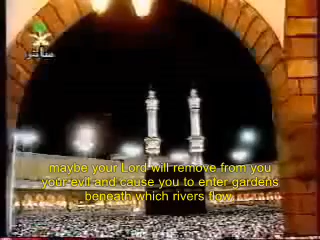 مباشر
maybe your Lord will remove from you
your evil and cause you to enter gardens
beneath which rivers flow